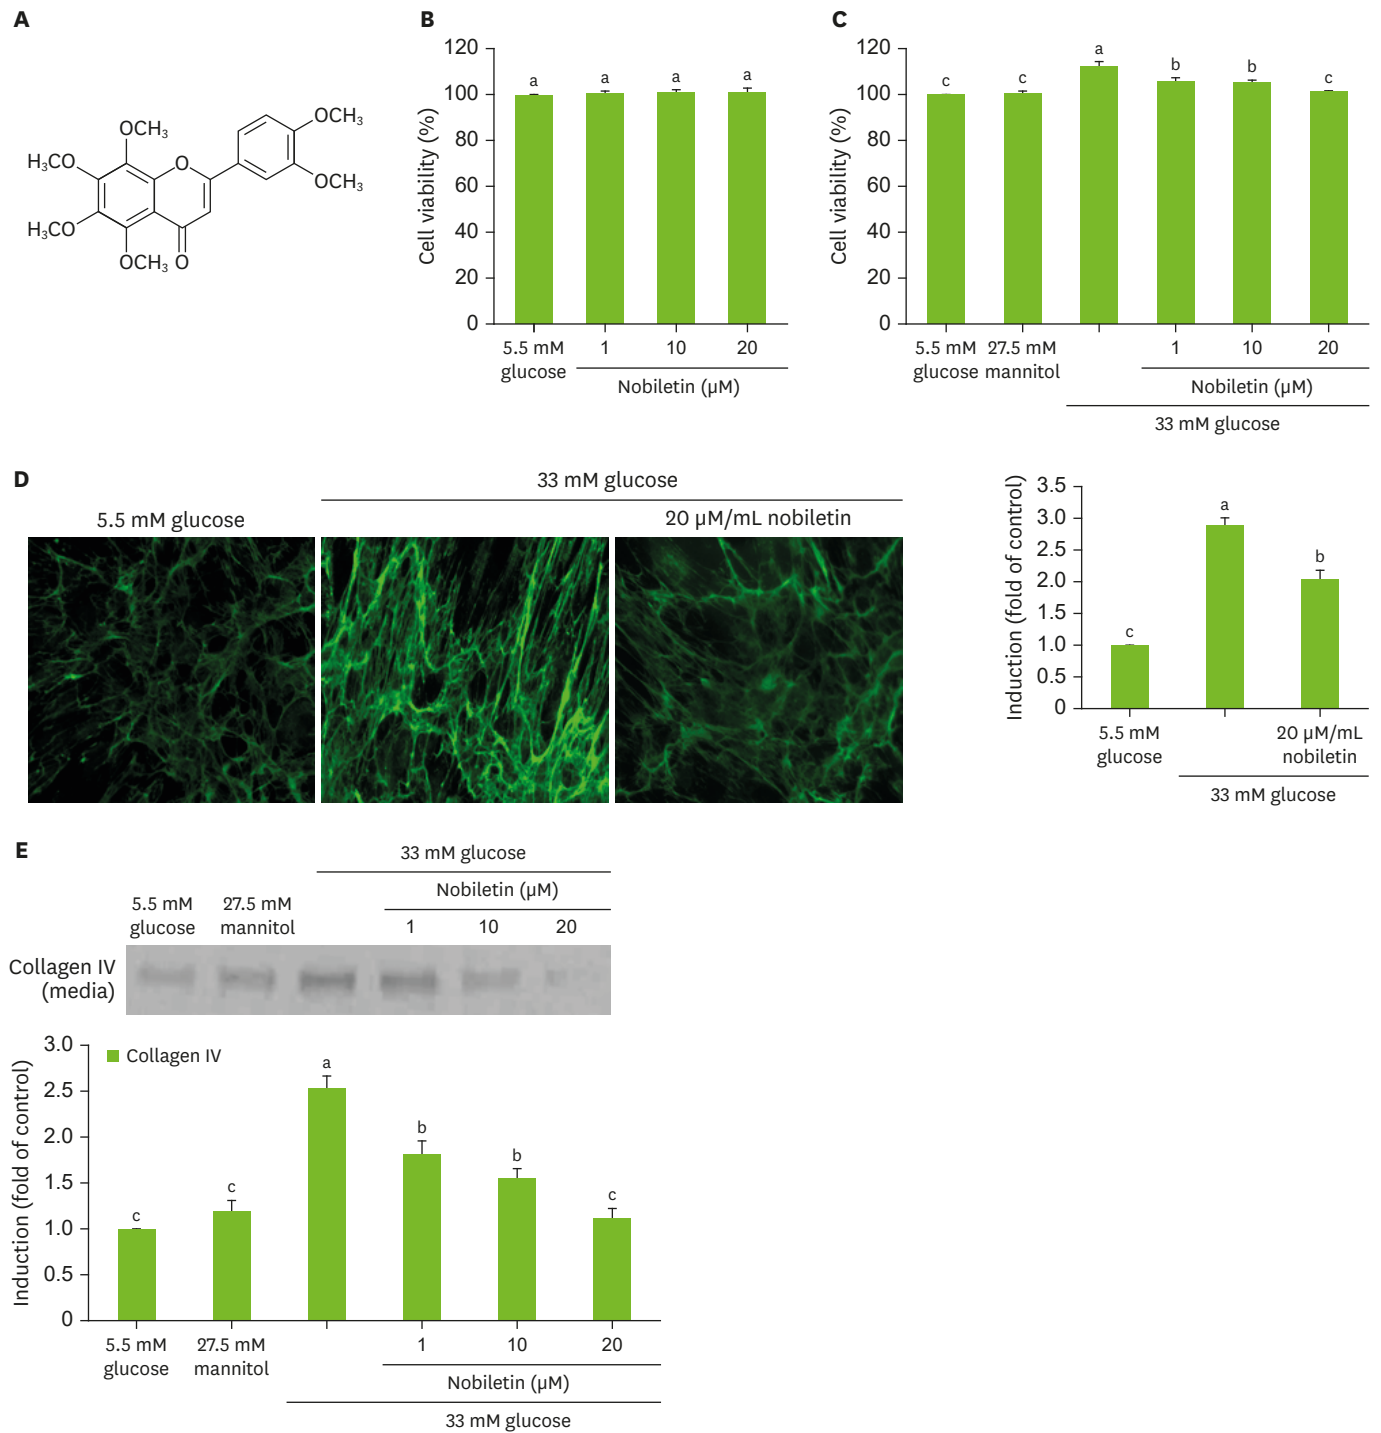 A
OCH₃
OCH₃
H₃CO
O
OCH₃
H₃CO
OCH₃
O
B
Cell viability (%)
120
100
80
60
40
20
0
a
a
a
a
5.5 mM
glucose
1
10
20
Nobiletin (µM)
C
Cell viability (%)
120
100
80
60
40
20
0
c
c
a
b
b
c
5.5 mM
glucose
27.5 mM
mannitol
1
10
20
Nobiletin (µM)
33 mM glucose
D
33 mM glucose
5.5 mM glucose
20 µM/mL nobiletin
Induction (fold of control)
3.5
3.0
2.5
2.0
1.5
1.0
0.5
0
c
a
b
5.5 mM
glucose
20 µM/mL
nobiletin
33 mM glucose
E
33 mM glucose
Nobiletin (µM)
5.5 mM
glucose
27.5 mM
mannitol
1
10
20
Collagen IV
(media)
Induction (fold of control)
3.0
2.5
2.0
1.5
1.0
0.5
0
Collagen IV
c
c
a
b
b
c
5.5 mM
glucose
27.5 mM
mannitol
1
10
20
Nobiletin (µM)
33 mM glucose